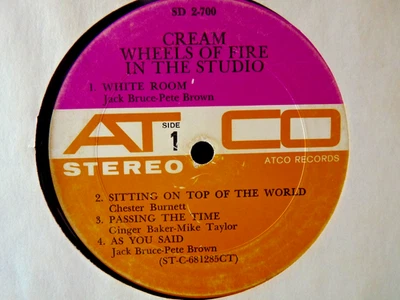 SD 2-700
CREAM
WHEELS OF FIRE
IN THE STUDIO
1. WHITE ROOM
Jack Bruce-Pete Brown
ATCO
SIDE
1
STEREO
ATCO RECORDS
2. SITTING ON TOP OF THE WORLD
Chester Burnett
3. PASSING THE TIME
Ginger Baker-Mike Taylor
4. AS YOU SAID
Jack Bruce-Pete Brown
(ST-C-681285CT)